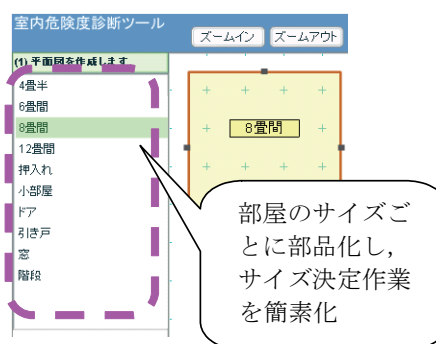 室内危険度診断ツール
ズームイン ズームアウト
(1) 平面図を作成します
4畳半
6畳間
8畳間
12畳間
押入れ
小部屋
ドア
引き戸
窓
階段
8畳間
部屋のサイズご
とに部品化し，
サイズ決定作業
を簡素化